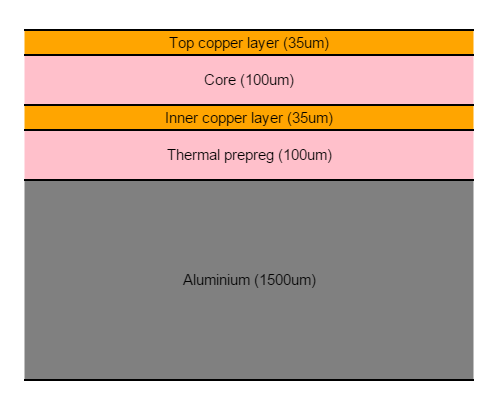 Top copper layer (35um)
Core (100um)
Inner copper layer (35um)
Thermal prepreg (100um)
Aluminium (1500um)